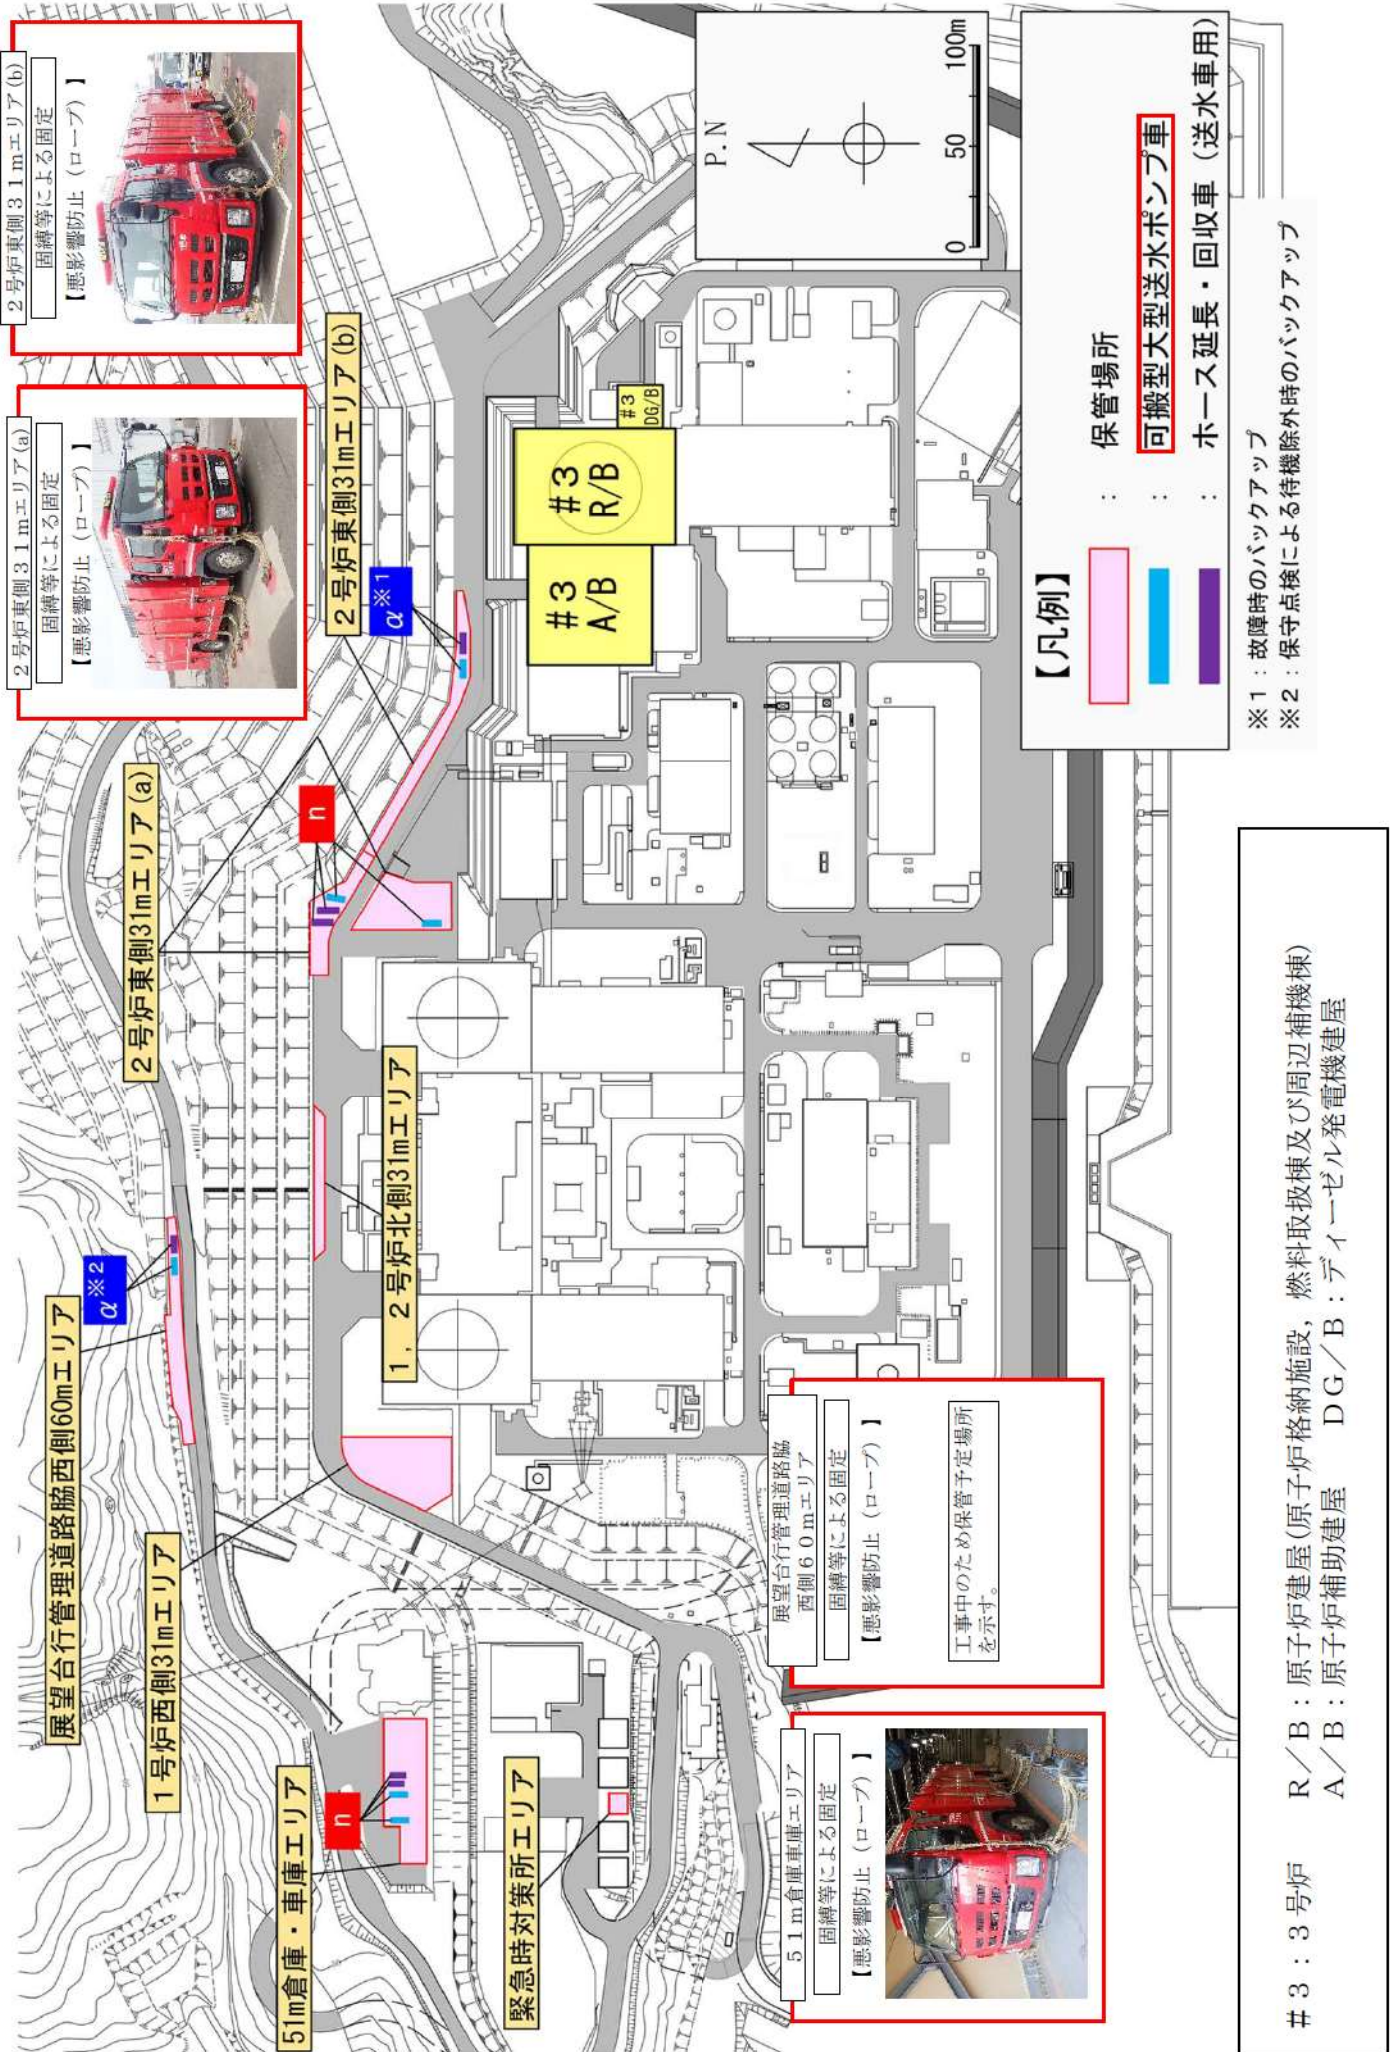 51m倉庫・車庫エリア
n
緊急時対策所エリア
1号炉西側31mエリア
展望台行管理道路脇西側60mエリア
α※2
1，2号炉北側31mエリア
2号炉東側31mエリア(a)
n
2号炉東側31mエリア(b)
α※1
#3
A/B
#3
R/B
#3
DG/B
2号炉東側31mエリア(a)
固縛等による固定
【悪影響防止（ロープ）】
2号炉東側31mエリア(b)
固縛等による固定
【悪影響防止（ロープ）】
51m倉庫車庫エリア
固縛等による固定
【悪影響防止（ロープ）】
展望台行管理道路脇
西側60mエリア
固縛等による固定
【悪影響防止（ロープ）】
工事中のため保管予定場所
を示す。
P.N
0 50 100m
【凡例】
：保管場所
：可搬型大型送水ポンプ車
：ホース延長・回収車（送水車用）
※1：故障時のバックアップ
※2：保守点検による待機除外時のバックアップ
#3：3号炉 R／B：原子炉建屋(原子炉格納施設，燃料取扱棟及び周辺補機棟)
A／B：原子炉補助建屋 DG／B：ディーゼル発電機建屋